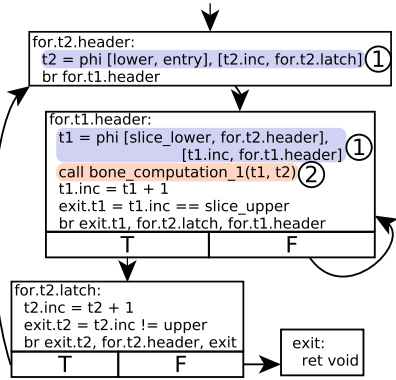 for.t2.header:
t2 = phi [lower, entry], [t2.inc, for.t2.latch] 1
br for.t1.header
for.t1.header:
t1 = phi [slice_lower, for.t2.header],
[t1.inc, for.t1.header] 1
call bone_computation_1(t1, t2) 2
t1.inc = t1 + 1
exit.t1 = t1.inc == slice_upper
br exit.t1, for.t2.latch, for.t1.header
T F
for.t2.latch:
t2.inc = t2 + 1
exit.t2 = t2.inc != upper
br exit.t2, for.t2.header, exit
T F
exit:
ret void